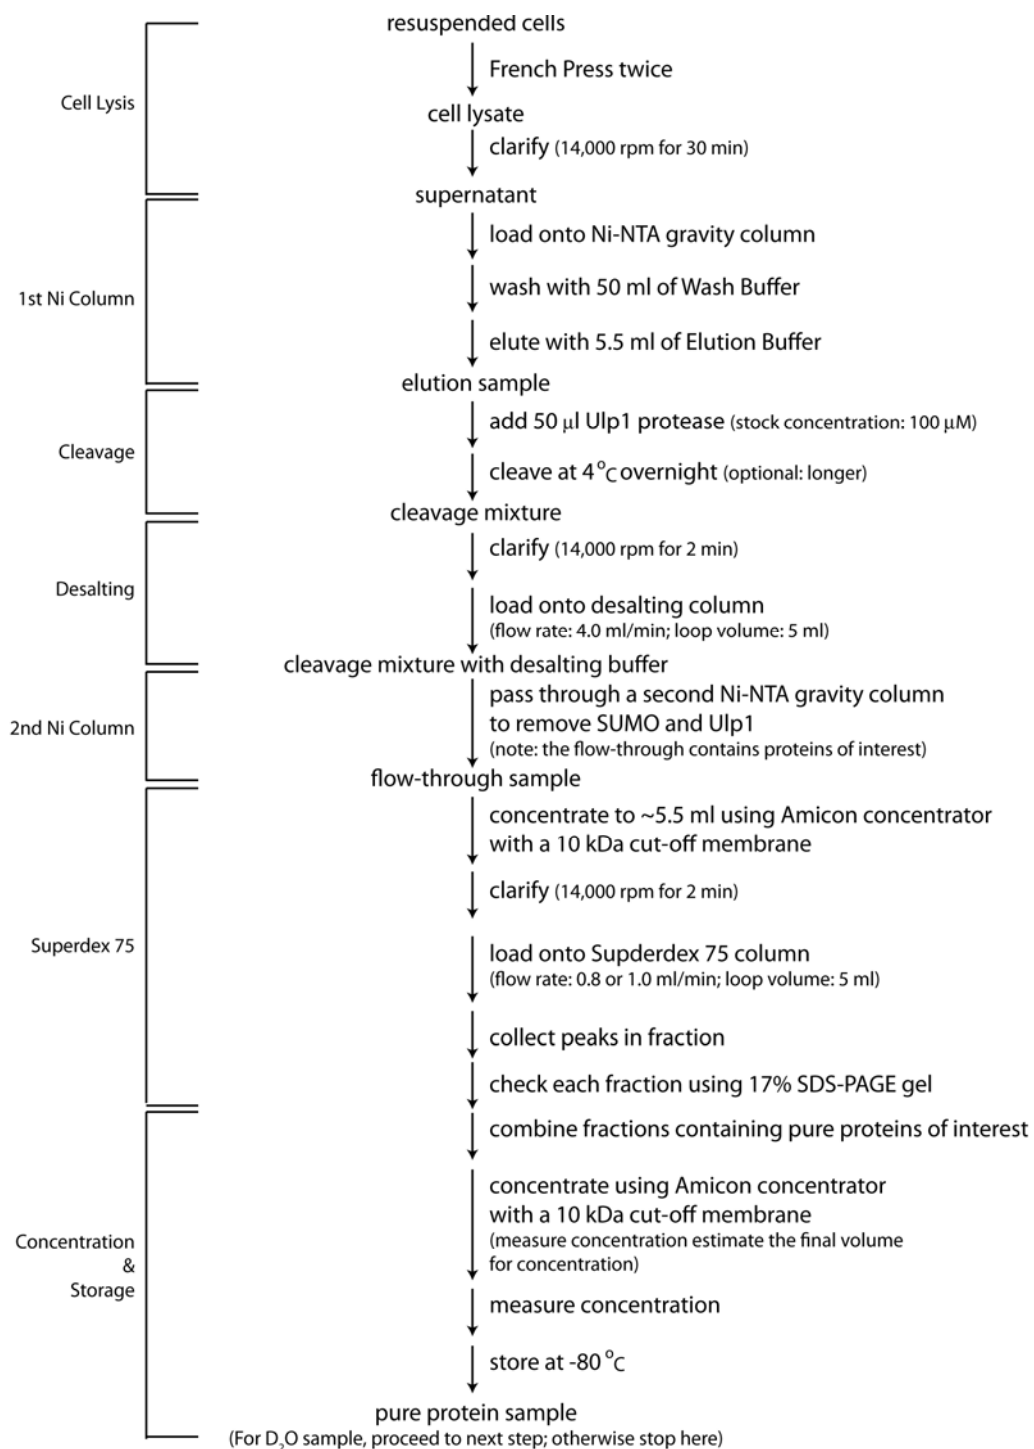 resuspended cells
French Press twice
Cell Lysis
cell lysate
clarify (14,000 rpm for 30 min)
supernatant
load onto Ni-NTA gravity column
wash with 50 ml of Wash Buffer
1st Ni Column
elute with 5.5 ml of Elution Buffer
elution sample
add 50 μl Ulp1 protease (stock concentration: 100 μM)
Cleavage
cleave at 4 °C overnight (optional: longer)
cleavage mixture
clarify (14,000 rpm for 2 min)
Desalting
load onto desalting column
(flow rate: 4.0 ml/min; loop volume: 5 ml)
cleavage mixture with desalting buffer
pass through a second Ni-NTA gravity column
2nd Ni Column
to remove SUMO and Ulp1
(note: the flow-through contains proteins of interest)
flow-through sample
concentrate to ~5.5 ml using Amicon concentrator
with a 10 kDa cut-off membrane
clarify (14,000 rpm for 2 min)
Superdex 75
load onto Supderdex 75 column
(flow rate: 0.8 or 1.0 ml/min; loop volume: 5 ml)
collect peaks in fraction
check each fraction using 17% SDS-PAGE gel
combine fractions containing pure proteins of interest
concentrate using Amicon concentrator
with a 10 kDa cut-off membrane
(measure concentration estimate the final volume
for concentration)
Concentration
&
Storage
measure concentration
store at -80 °C
pure protein sample
(For D₂O sample, proceed to next step; otherwise stop here)